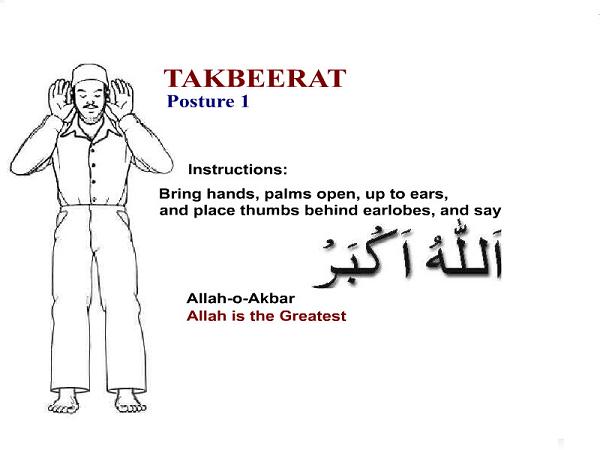 TAKBEERAT
Posture 1
Instructions:
Bring hands, palms open, up to ears,
and place thumbs behind earlobes, and say
اَللّٰهُ اَكْبَرُ
Allah-o-Akbar
Allah is the Greatest